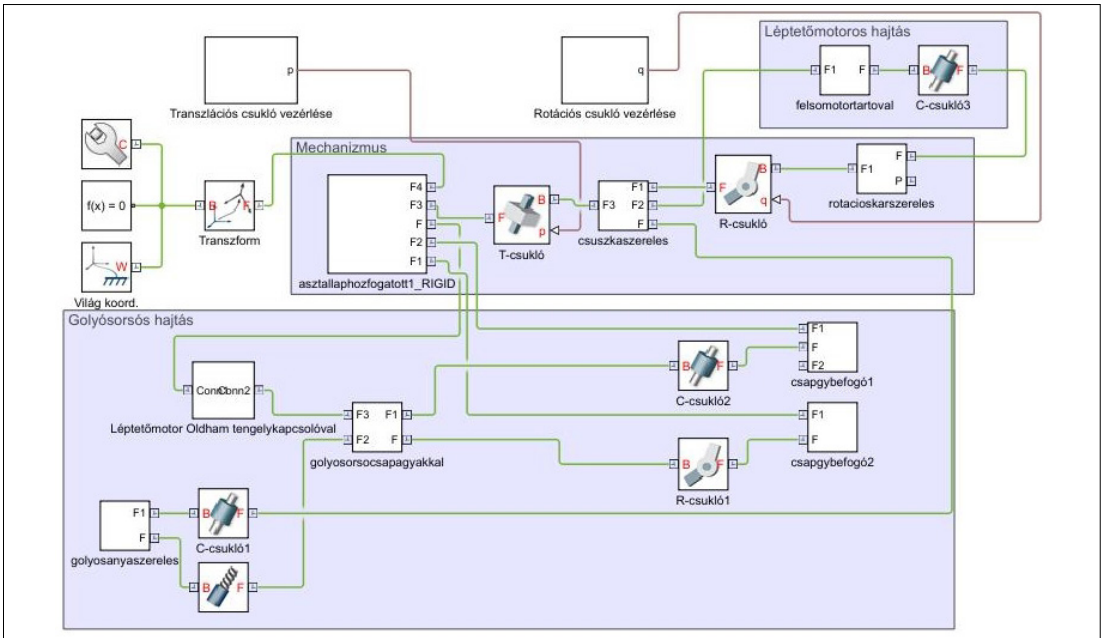 Léptetőmotoros hajtás
p
q
F1 F
B F
Transzlációs csukló vezérlése
Rotációs csukló vezérlése
felsomotortartoval
C-csukló3
C
Mechanizmus
f(x) = 0
B F
Transzform
F4
F3
F
F2
F1
asztallaphozfogatott1_RIGID
F
B
p
T-csukló
F3
F1
F2
F
csuszkaszereles
F
B
q
R-csukló
F1
F
P
rotacioskarszereles
W
Világ koord.
Golyósorsós hajtás
Conn1
Conn2
Léptetőmotor Oldham tengelykapcsolóval
F3 F1
F2 F
golyosorsocsapagyakkal
B F
C-csukló2
F1
F
F2
csapgybefogó1
B F
R-csukló1
F1
F
csapgybefogó2
F1
F
golyosanyaszereles
B F
C-csukló1
B F